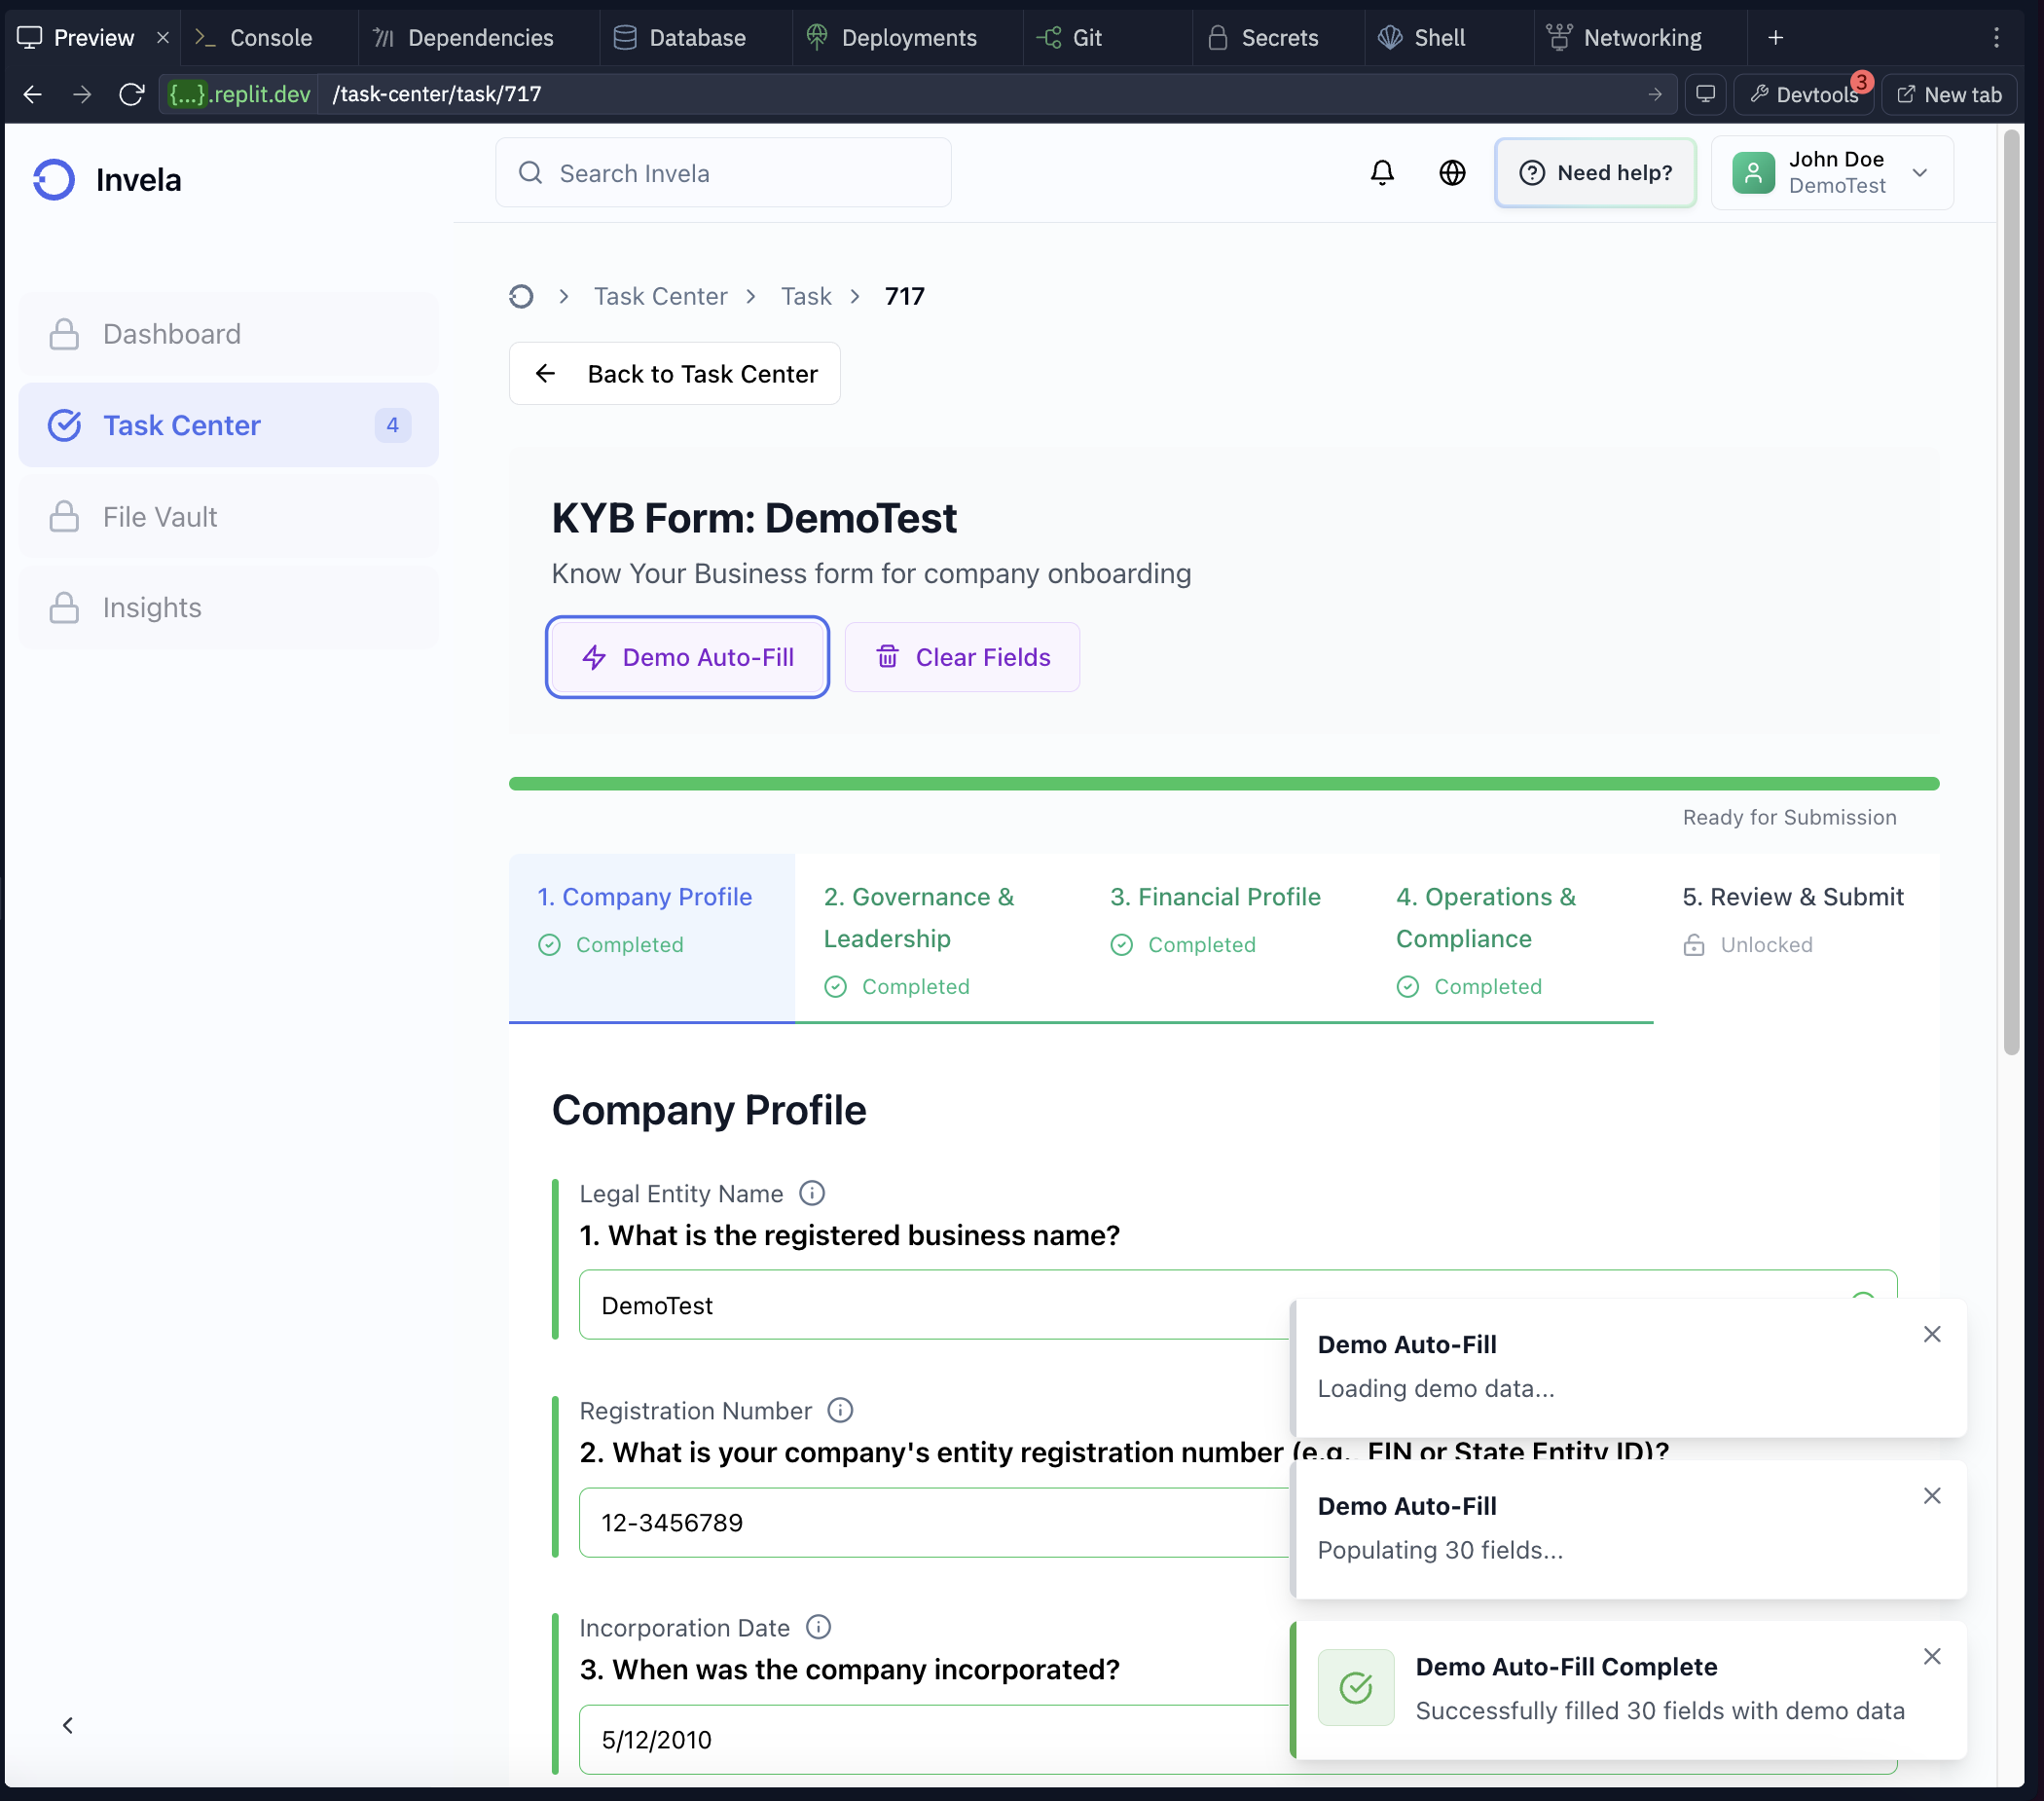 Preview
Console
Dependencies
Database
Deployments
Git
Secrets
Shell
Networking
{...}.replit.dev
/task-center/task/717
Devtools
3
New tab
Invela
Search Invela
Need help?
John Doe
DemoTest
Dashboard
Task Center
4
File Vault
Insights
Task Center
Task
717
Back to Task Center
KYB Form: DemoTest
Know Your Business form for company onboarding
Demo Auto-Fill
Clear Fields
Ready for Submission
1. Company Profile
Completed
2. Governance &
Leadership
Completed
3. Financial Profile
Completed
4. Operations &
Compliance
Completed
5. Review & Submit
Unlocked
Company Profile
Legal Entity Name
1. What is the registered business name?
DemoTest
Registration Number
2. What is your company's entity registration number (e.g., EIN or State Entity ID)?
12-3456789
Incorporation Date
3. When was the company incorporated?
5/12/2010
Demo Auto-Fill
Loading demo data...
Demo Auto-Fill
Populating 30 fields...
Demo Auto-Fill Complete
Successfully filled 30 fields with demo data